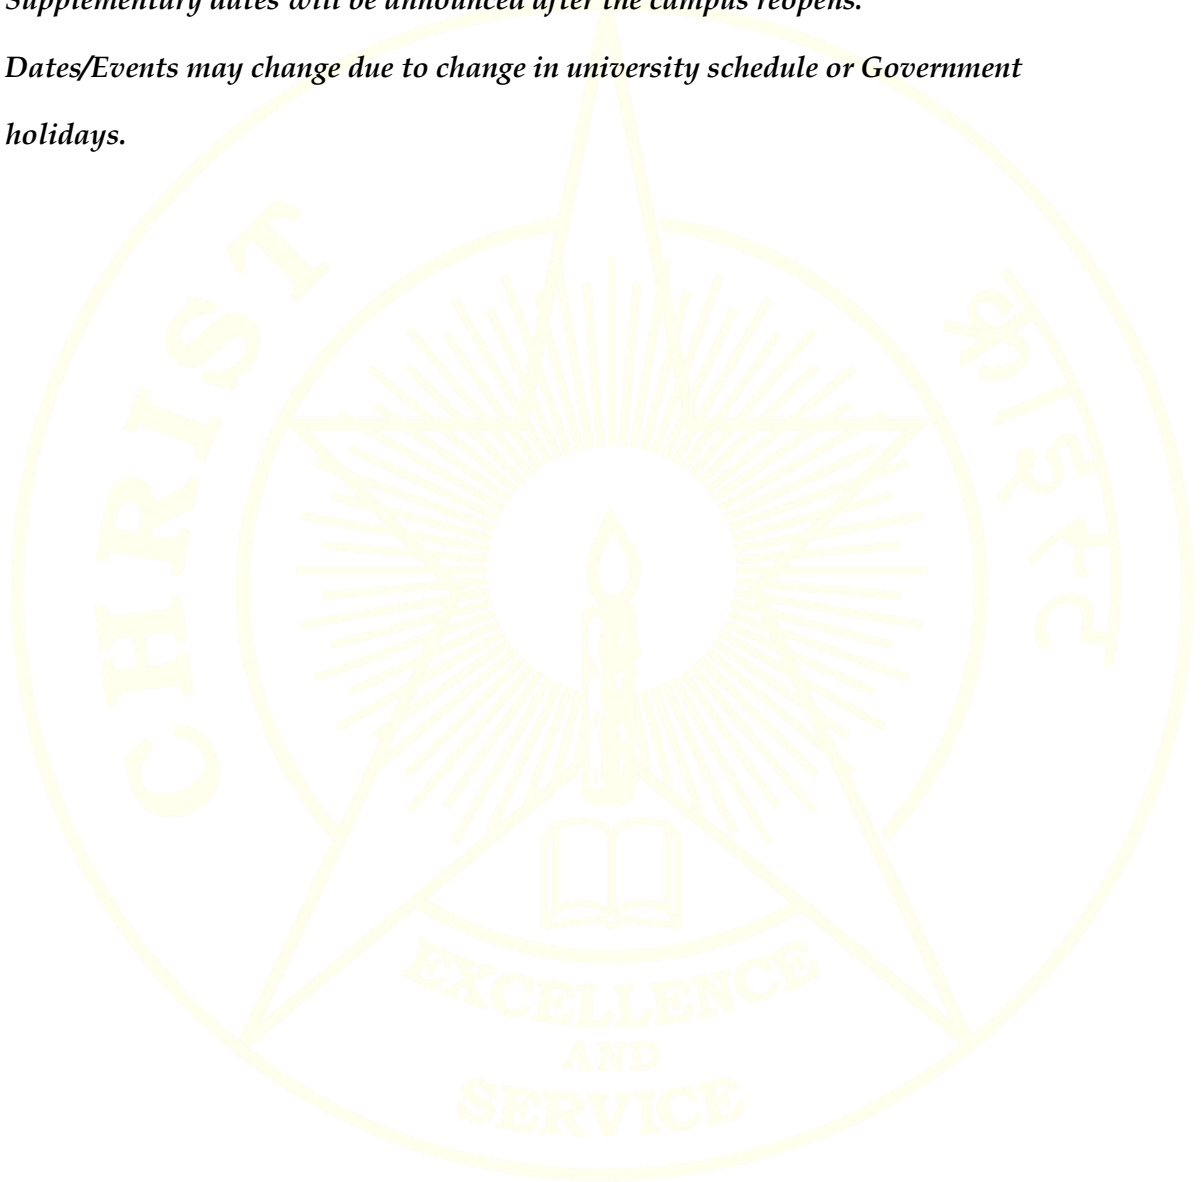 Supplementary dates will be announced after the campus reopens.
Dates/Events may change due to change in university schedule or Government
holidays.
CHRIST
क्राइस्ट
EXCELLENCE
AND
SERVICE